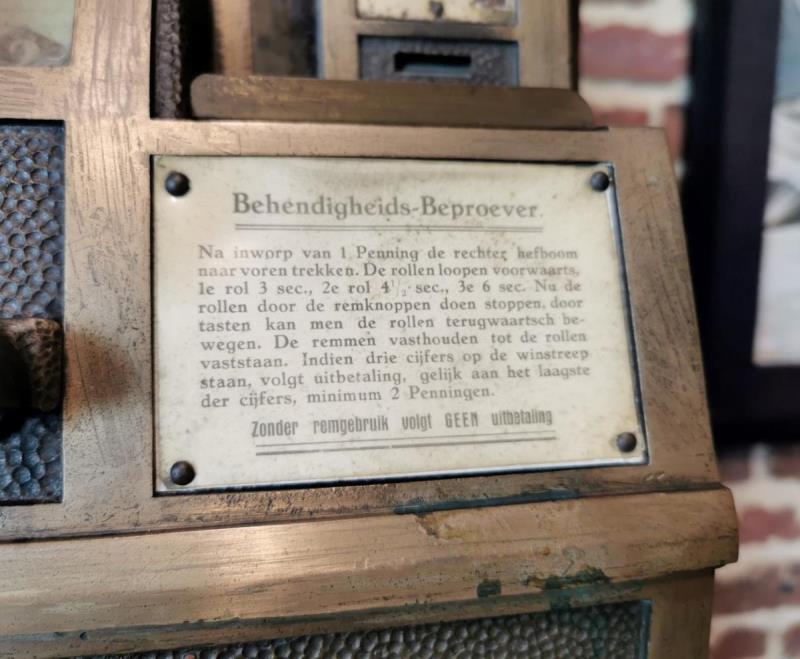 Behendigheids-Beproever.
Na inworp van 1 Penning de rechter hefboom
naar voren trekken. De rollen loopen voorwaarts,
1e rol 3 sec., 2e rol 4½ sec., 3e 6 sec. Nu de
rollen door de remknoppen doen stoppen, door
tasten kan men de rollen terugwaartsch be-
wegen. De remmen vasthouden tot de rollen
vaststaan. Indien drie cijfers op de winstreep
staan, volgt uitbetaling, gelijk aan het laagste
der cijfers, minimum 2 Penningen.
Zonder remgebruik volgt GEEN uitbetaling